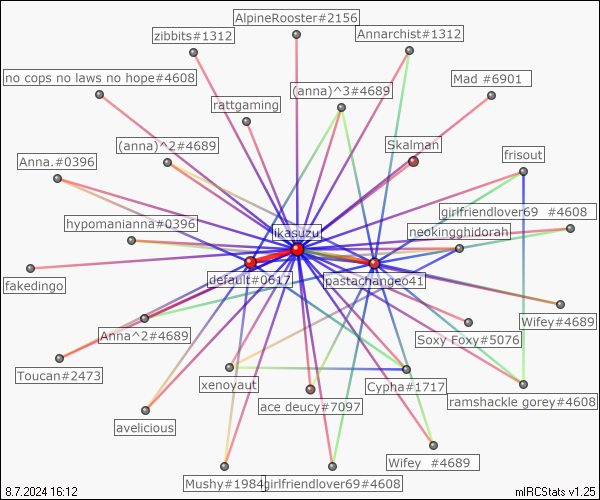 AlpineRooster#2156
zibbits#1312
Annarchist#1312
no cops no laws no hope#4608
Mad #6901
(anna)^3#4689
rattgaming
(anna)^2#4689
Skalman
frisout
Anna.#0396
girlfriendlover69 #4608
hypomanianna#0396
likasuzu
neokingghidorah
fakedingo
default#0617
pastachange641
Wifey#4689
Anna^2#4689
Soxy Foxy#5076
Toucan#2473
xenoyaut
Cypha#1717
ace deucy#7097
ramshackle gorey#4608
avelicious
Wifey #4689
Mushy#1984
girlfriendlover69#4608
8.7.2024 16:12
mIRCStats v1.25